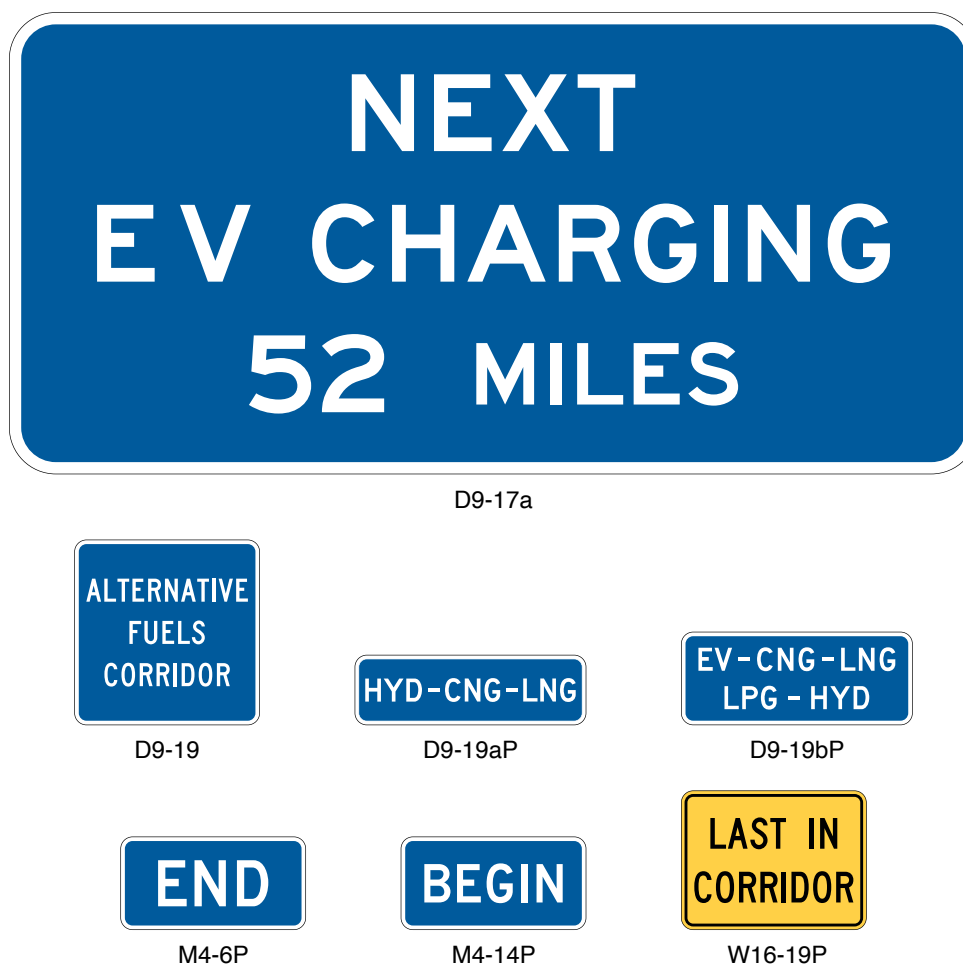 NEXT
EV CHARGING
52 MILES
D9-17a
ALTERNATIVE
FUELS
CORRIDOR
D9-19
HYD-CNG-LNG
D9-19aP
EV-CNG-LNG
LPG - HYD
D9-19bP
END
M4-6P
BEGIN
M4-14P
LAST IN
CORRIDOR
W16-19P